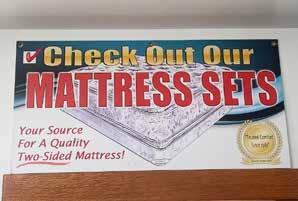 Check Out Our
MATTRESS SETS
Your Source
For A Quality
Two-Sided Mattress!